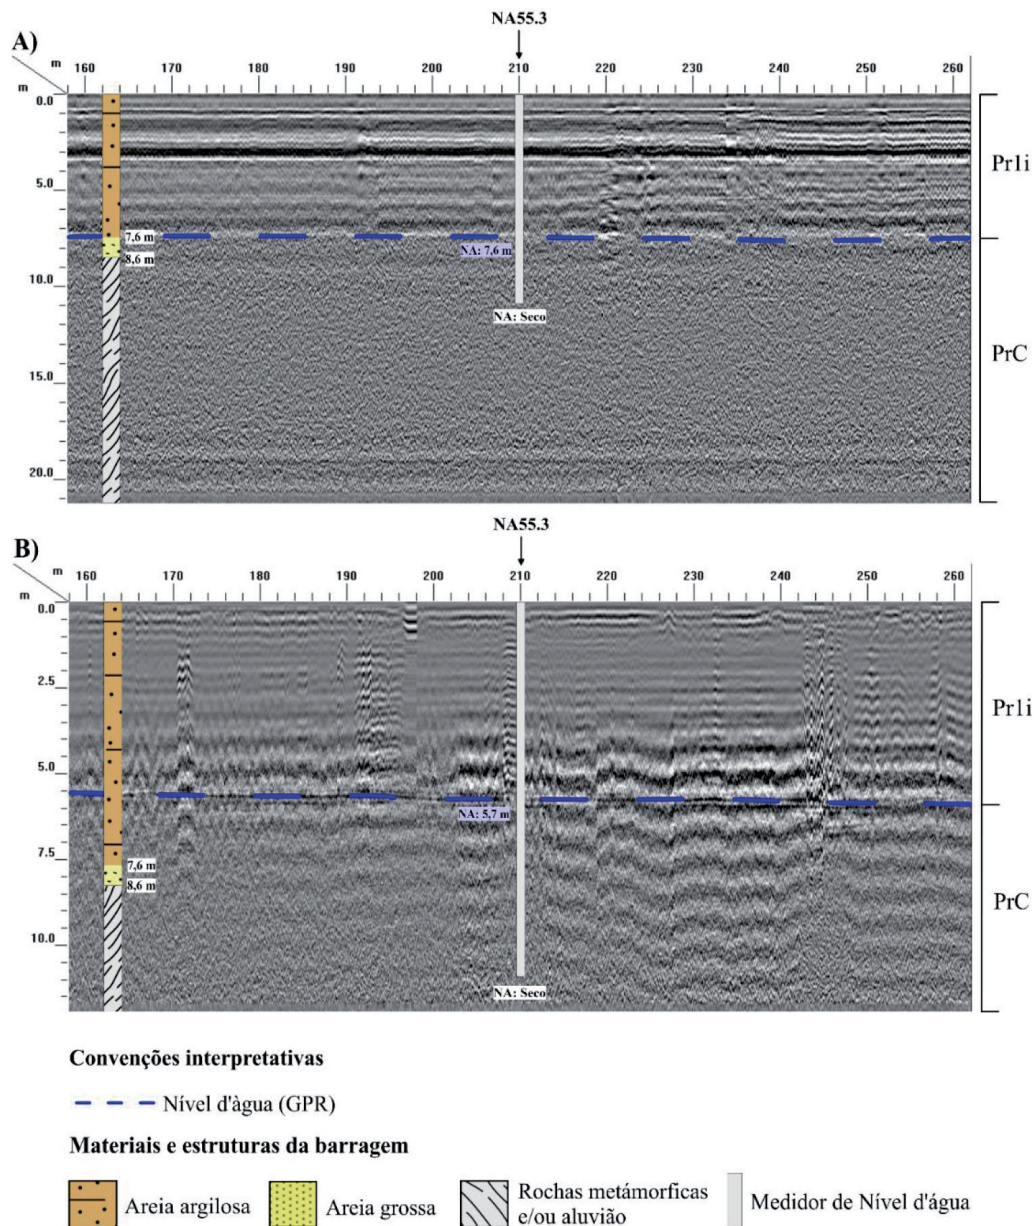 NA55.3
A)
m
160 170 180 190 200 210 220 230 240 250 260
m
0.0
5.0
10.0
15.0
20.0
7,6 m
8,6 m
NA: 7,6 m
NA: Seco
Pr1i
PrC
NA55.3
B)
m
160 170 180 190 200 210 220 230 240 250 260
m
0.0
2.5
5.0
7.5
10.0
NA: 5,7 m
7,6 m
8,6 m
NA: Seco
Pr1i
PrC
Convenções interpretativas
Nível d'àgua (GPR)
Materiais e estruturas da barragem
Areia argilosa
Areia grossa
Rochas metámorficas
e/ou aluvião
Medidor de Nível d'água